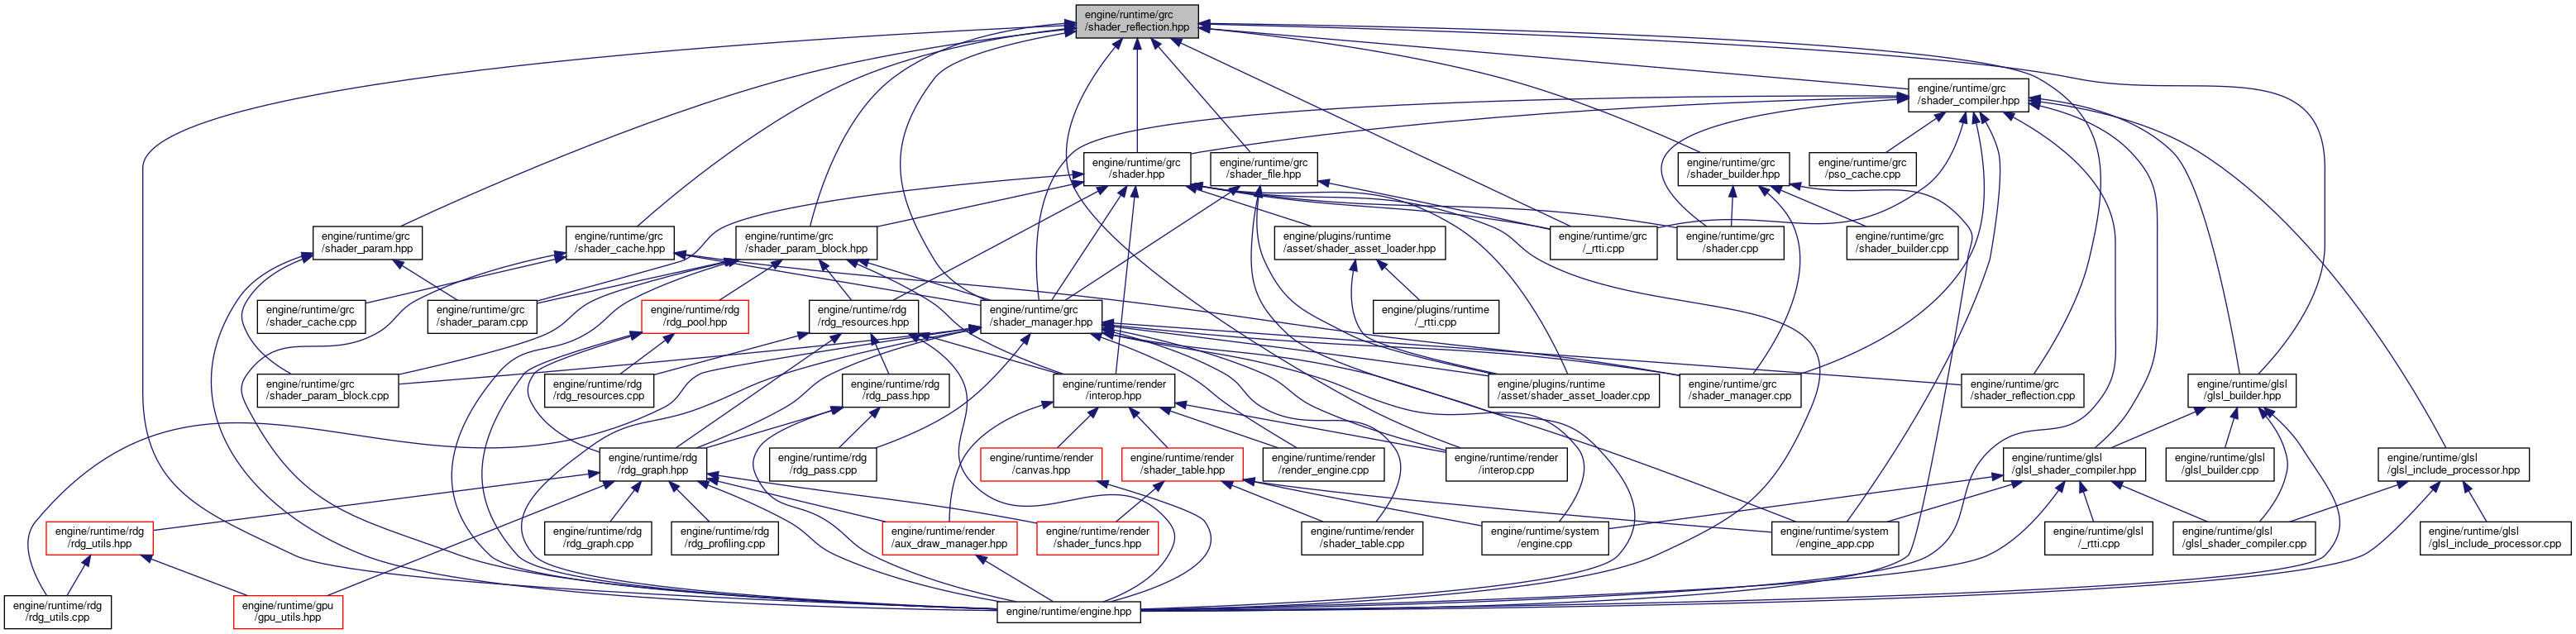 engine/runtime/grc
/shader_reflection.hpp
engine/runtime/grc
/shader_compiler.hpp
engine/runtime/grc
/shader.hpp
engine/runtime/grc
/shader_file.hpp
engine/runtime/grc
/shader_builder.hpp
engine/runtime/grc
/pso_cache.cpp
engine/runtime/grc
/shader_param.hpp
engine/runtime/grc
/shader_cache.hpp
engine/runtime/grc
/shader_param_block.hpp
engine/plugins/runtime
/asset/shader_asset_loader.hpp
engine/runtime/grc
/_rtti.cpp
engine/runtime/grc
/shader.cpp
engine/runtime/grc
/shader_builder.cpp
engine/runtime/grc
/shader_cache.cpp
engine/runtime/grc
/shader_param.cpp
engine/runtime/rdg
/rdg_pool.hpp
engine/runtime/rdg
/rdg_resources.hpp
engine/runtime/grc
/shader_manager.hpp
engine/plugins/runtime
/_rtti.cpp
engine/runtime/grc
/shader_param_block.cpp
engine/runtime/rdg
/rdg_resources.cpp
engine/runtime/rdg
/rdg_pass.hpp
engine/runtime/render
/interop.hpp
engine/plugins/runtime
/asset/shader_asset_loader.cpp
engine/runtime/grc
/shader_manager.cpp
engine/runtime/grc
/shader_reflection.cpp
engine/runtime/glsl
/glsl_builder.hpp
engine/runtime/rdg
/rdg_graph.hpp
engine/runtime/rdg
/rdg_pass.cpp
engine/runtime/render
/canvas.hpp
engine/runtime/render
/shader_table.hpp
engine/runtime/render
/render_engine.cpp
engine/runtime/render
/interop.cpp
engine/runtime/glsl
/glsl_shader_compiler.hpp
engine/runtime/glsl
/glsl_builder.cpp
engine/runtime/glsl
/glsl_include_processor.hpp
engine/runtime/rdg
/rdg_utils.hpp
engine/runtime/rdg
/rdg_graph.cpp
engine/runtime/rdg
/rdg_profiling.cpp
engine/runtime/render
/aux_draw_manager.hpp
engine/runtime/render
/shader_funcs.hpp
engine/runtime/render
/shader_table.cpp
engine/runtime/system
/engine.cpp
engine/runtime/system
/engine_app.cpp
engine/runtime/glsl
/_rtti.cpp
engine/runtime/glsl
/glsl_shader_compiler.cpp
engine/runtime/glsl
/glsl_include_processor.cpp
engine/runtime/rdg
/rdg_utils.cpp
engine/runtime/gpu
/gpu_utils.hpp
engine/runtime/engine.hpp